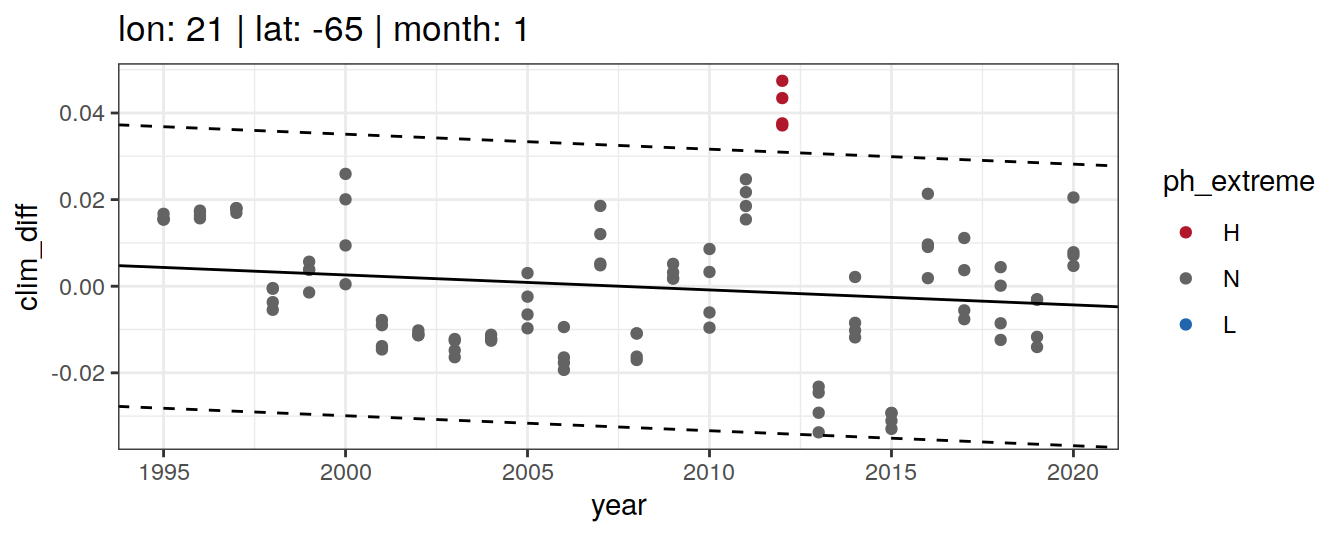 lon: 21 | lat: -65 | month: 1
clim_diff
0.04
0.02
0.00
-0.02
1995 2000 2005 2010 2015 2020
year
ph_extreme
H
N
L